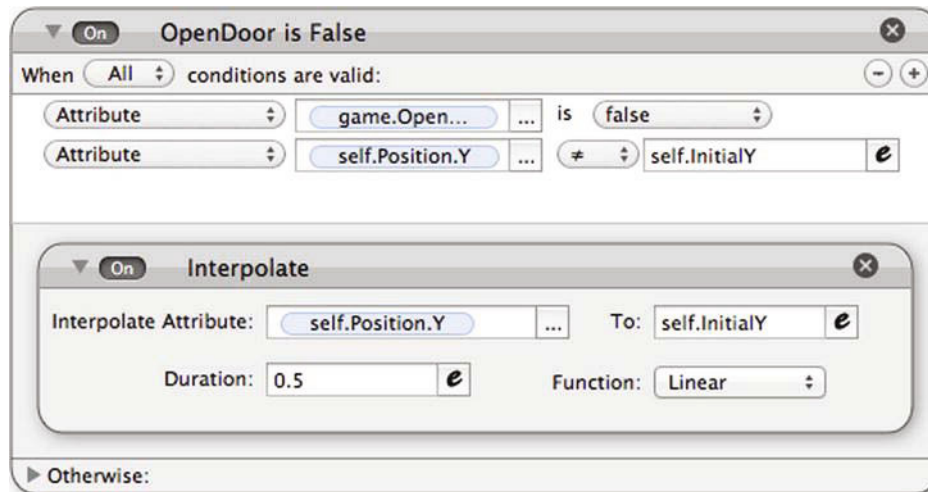 On OpenDoor is False
When All conditions are valid:
Attribute game.Open... ... is false
Attribute self.Position.Y ... ≠ self.InitialY e
On Interpolate
Interpolate Attribute: self.Position.Y ... To: self.InitialY e
Duration: 0.5 e Function: Linear
Otherwise: